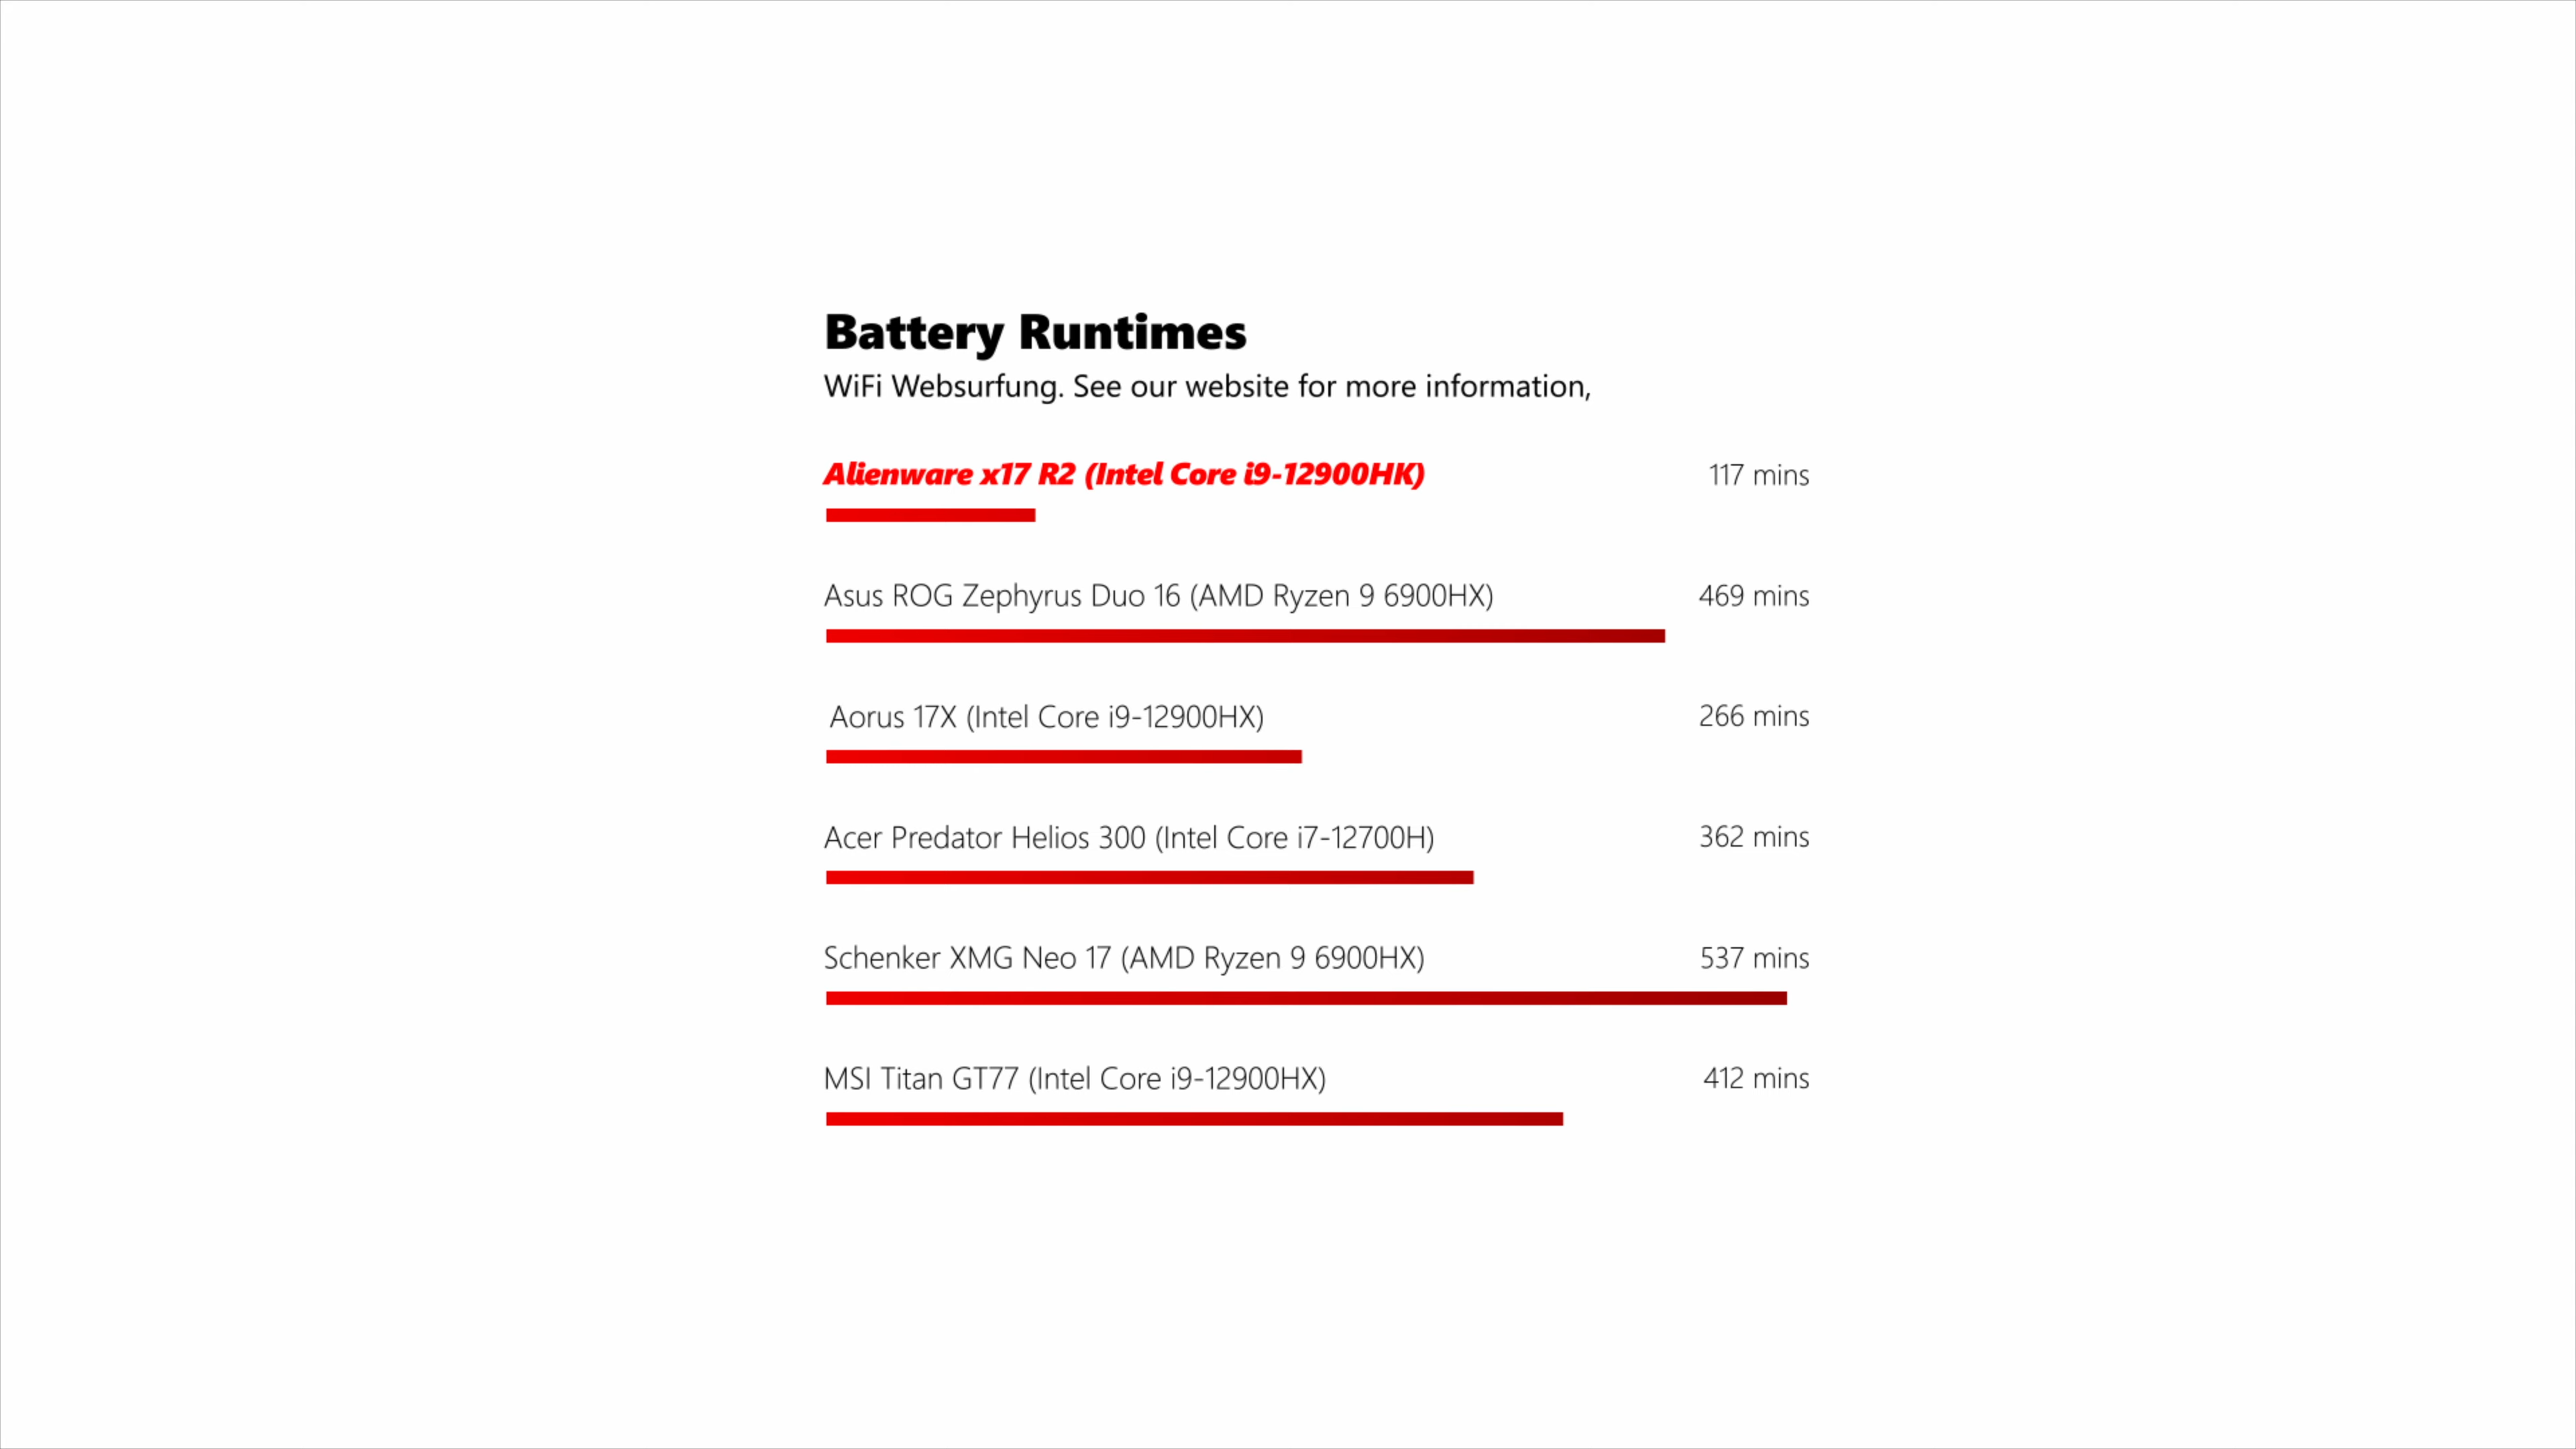 Battery Runtimes
WiFi Websurfung. See our website for more information,
Alienware x17 R2 (Intel Core i9-12900HK) 117 mins
Asus ROG Zephyrus Duo 16 (AMD Ryzen 9 6900HX) 469 mins
Aorus 17X (Intel Core i9-12900HX) 266 mins
Acer Predator Helios 300 (Intel Core i7-12700H) 362 mins
Schenker XMG Neo 17 (AMD Ryzen 9 6900HX) 537 mins
MSI Titan GT77 (Intel Core i9-12900HX) 412 mins